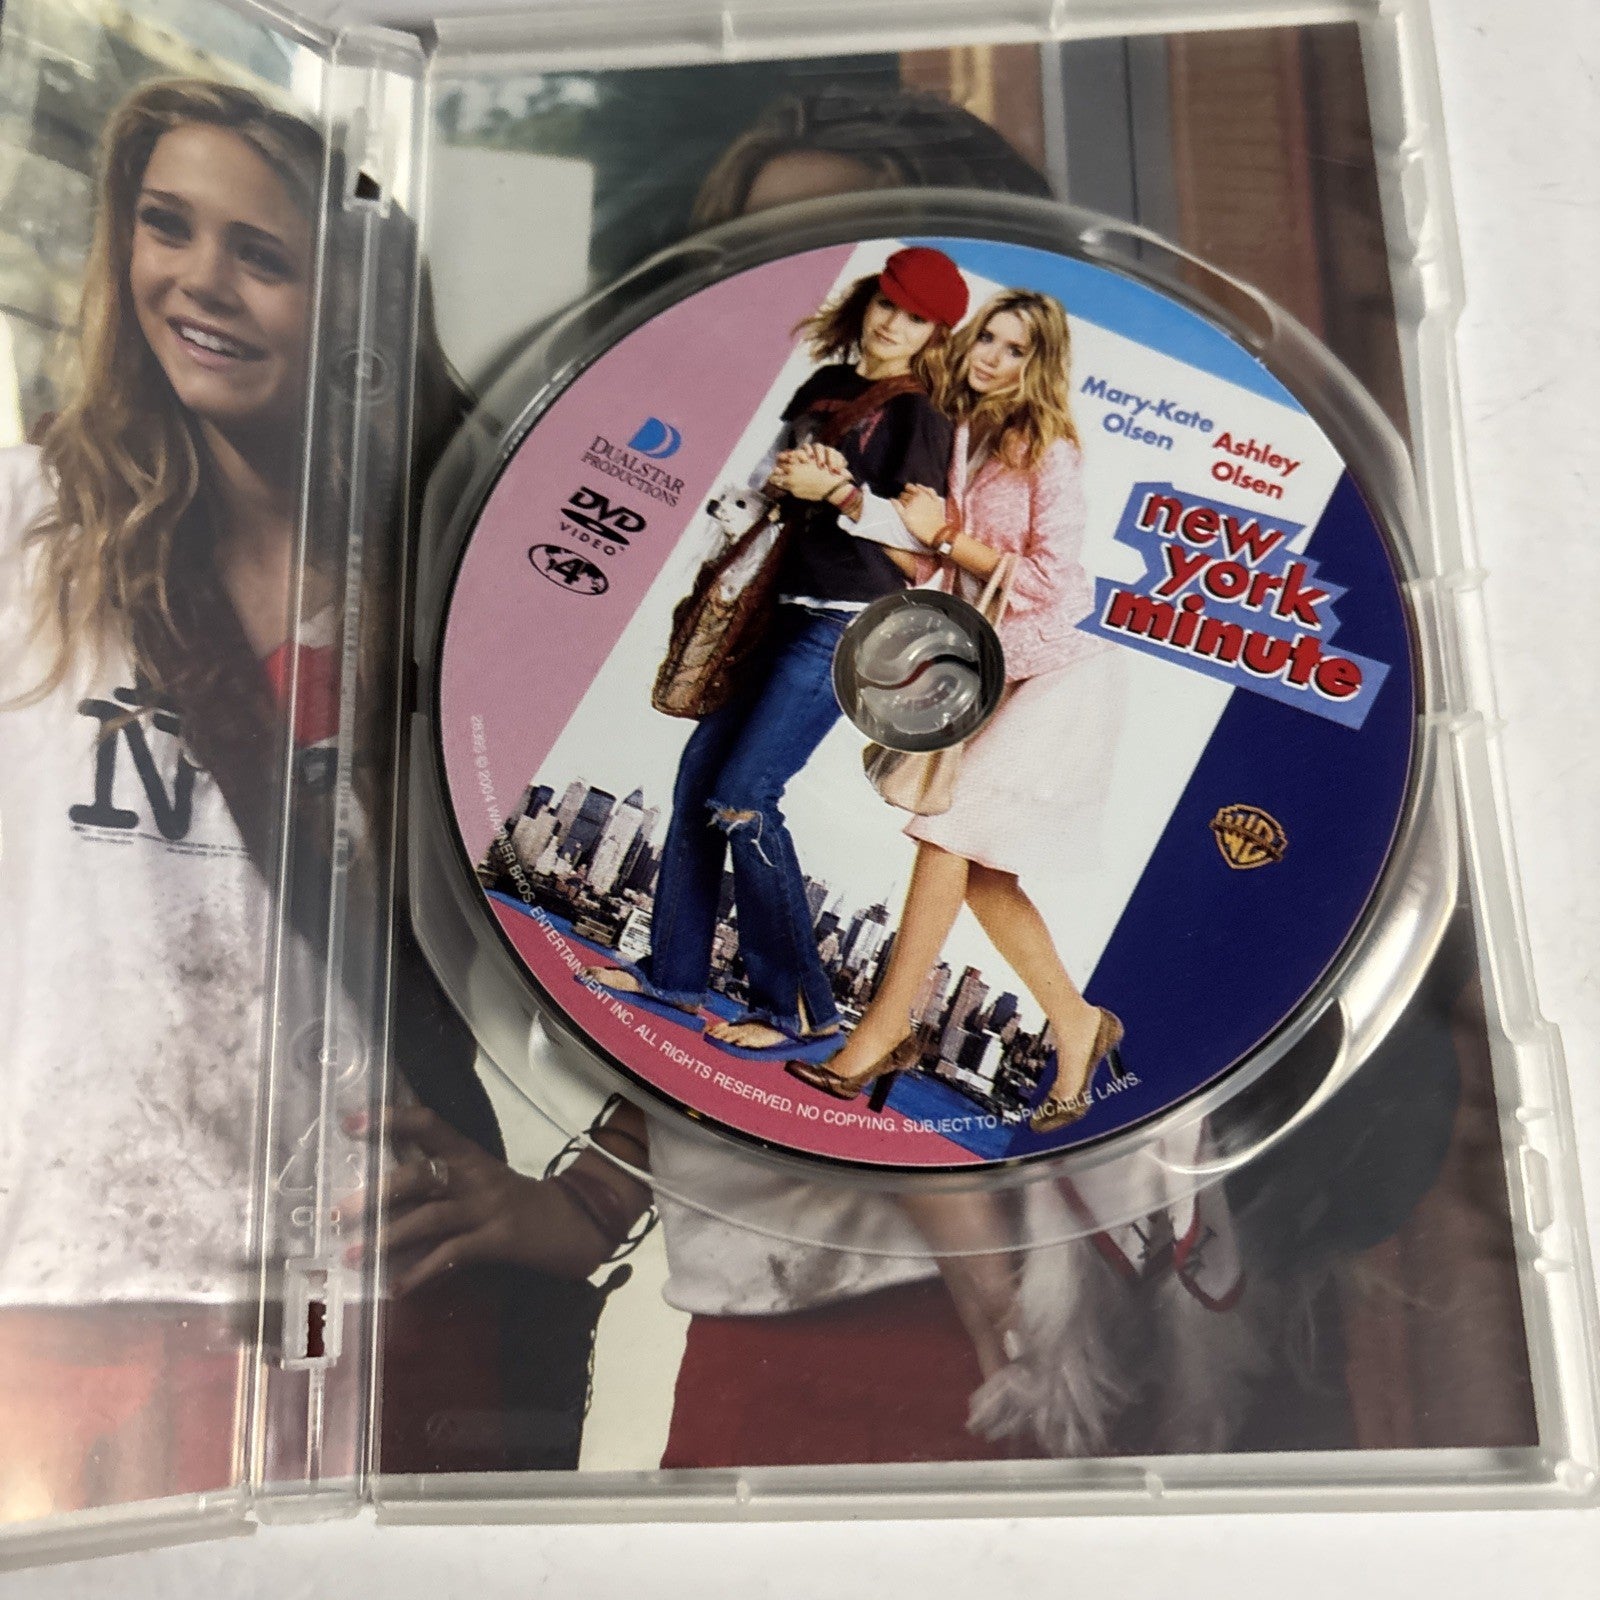 Mary-Kate
Olsen
Ashley
Olsen
new
york
minute
DUALSTAR
PRODUCTIONS
DVD
VIDEO
4
N
28395 © 2004 WARNER BROS. ENTERTAINMENT INC. ALL RIGHTS RESERVED. NO COPYING. SUBJECT TO APPLICABLE LAWS.
WB